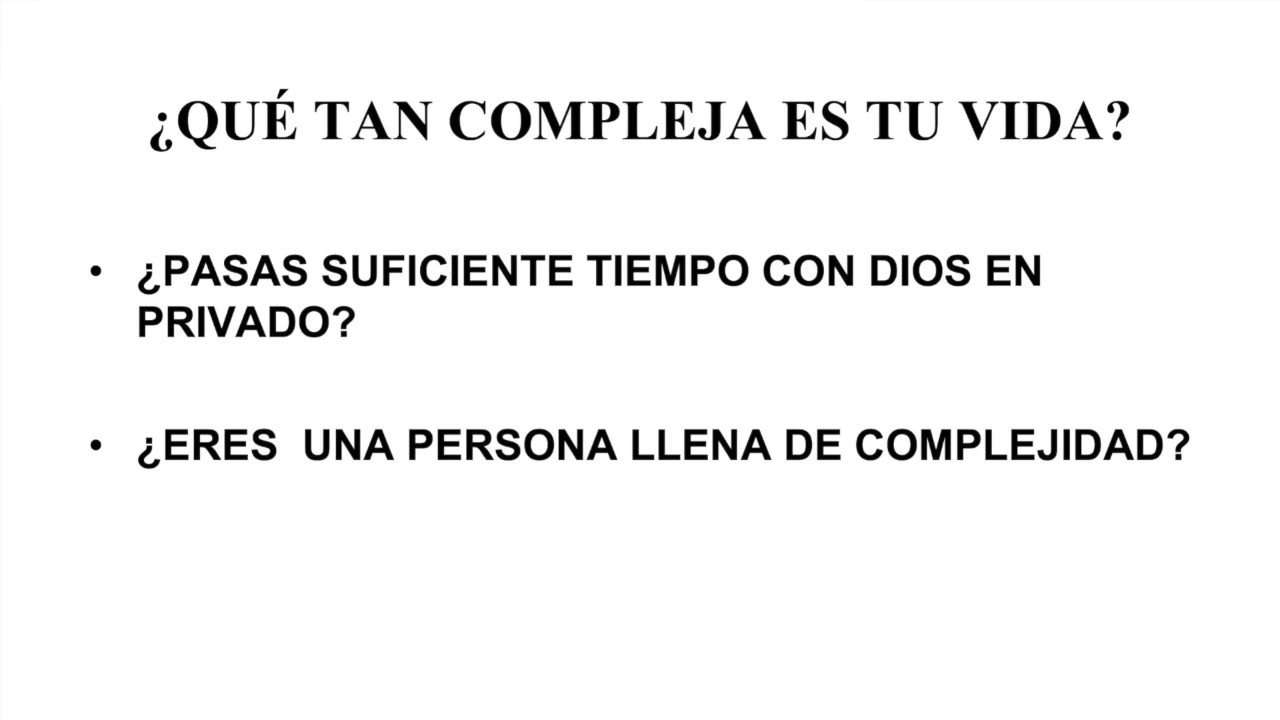 ¿QUÉ TAN COMPLEJA ES TU VIDA?
• ¿PASAS SUFICIENTE TIEMPO CON DIOS EN
PRIVADO?
• ¿ERES  UNA PERSONA LLENA DE COMPLEJIDAD?